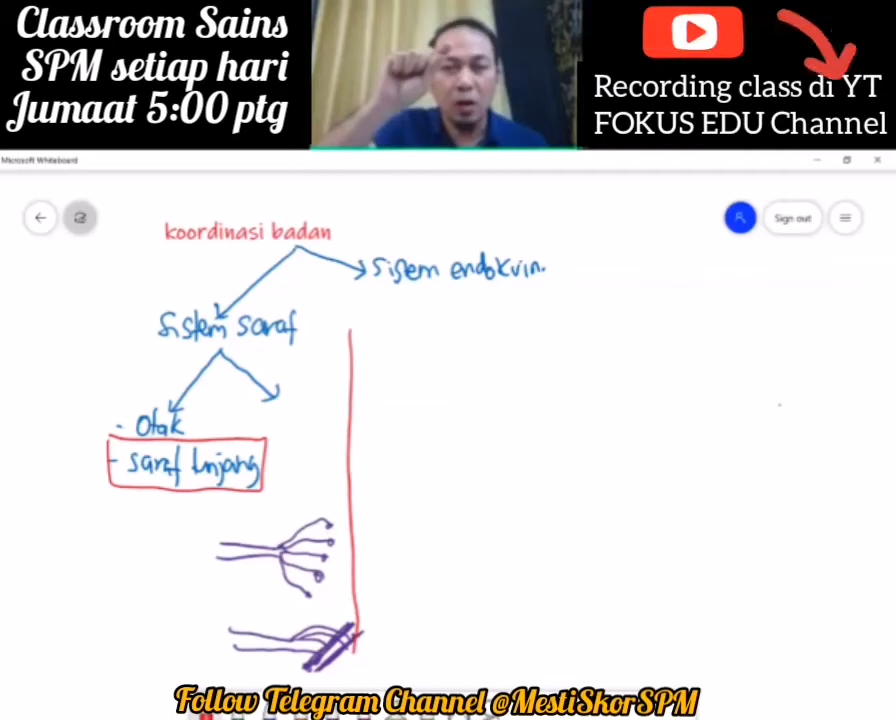 Classroom Sains
SPM setiap hari
Jumaat 5:00 ptg
Recording class di YT
FOKUS EDU Channel
Microsoft Whiteboard
Sign out
koordinasi badan
Sistem endokrin.
Sistem saraf
- Otak
- saraf tunjang
Follow Telegram Channel @MestiSkorSPM